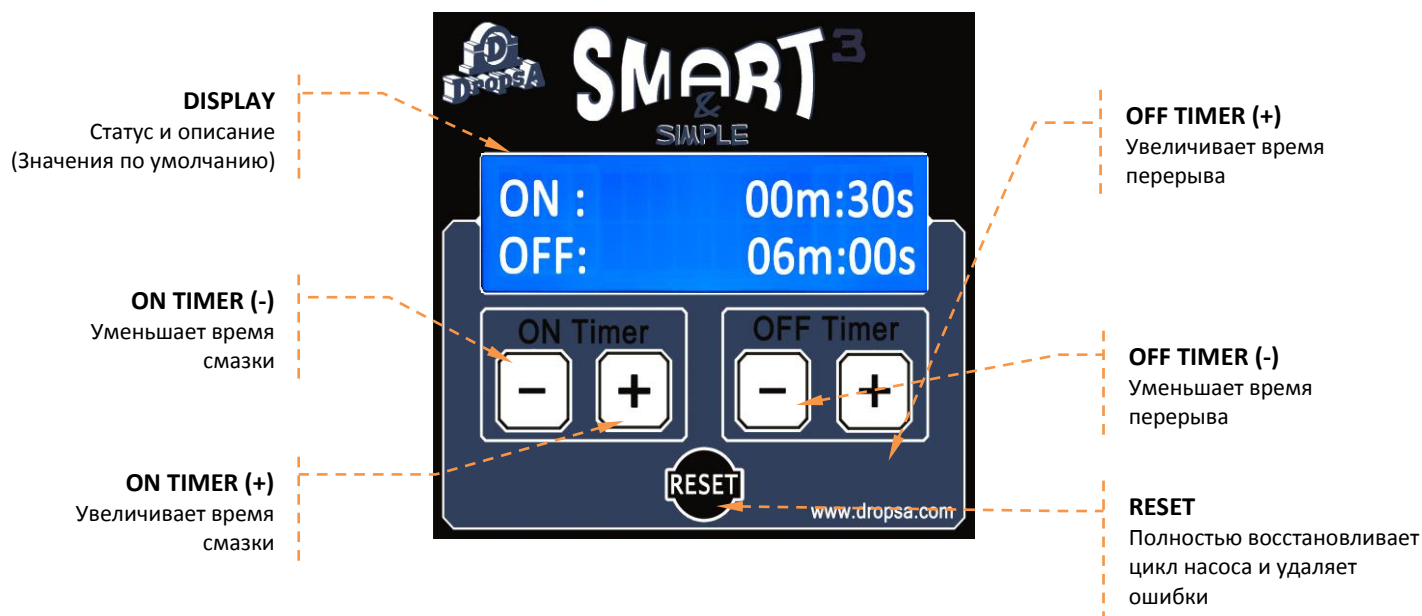 DISPLAY
Статус и описание
(Значения по умолчанию)
ON TIMER (-)
Уменьшает время
смазки
ON TIMER (+)
Увеличивает время
смазки
D
DropsA
SMART 3
&
SIMPLE
ON : 00m:30s
OFF: 06m:00s
ON Timer
OFF Timer
- + - +
RESET
www.dropsa.com
OFF TIMER (+)
Увеличивает время
перерыва
OFF TIMER (-)
Уменьшает время
перерыва
RESET
Полностью восстановливает
цикл насоса и удаляет
ошибки